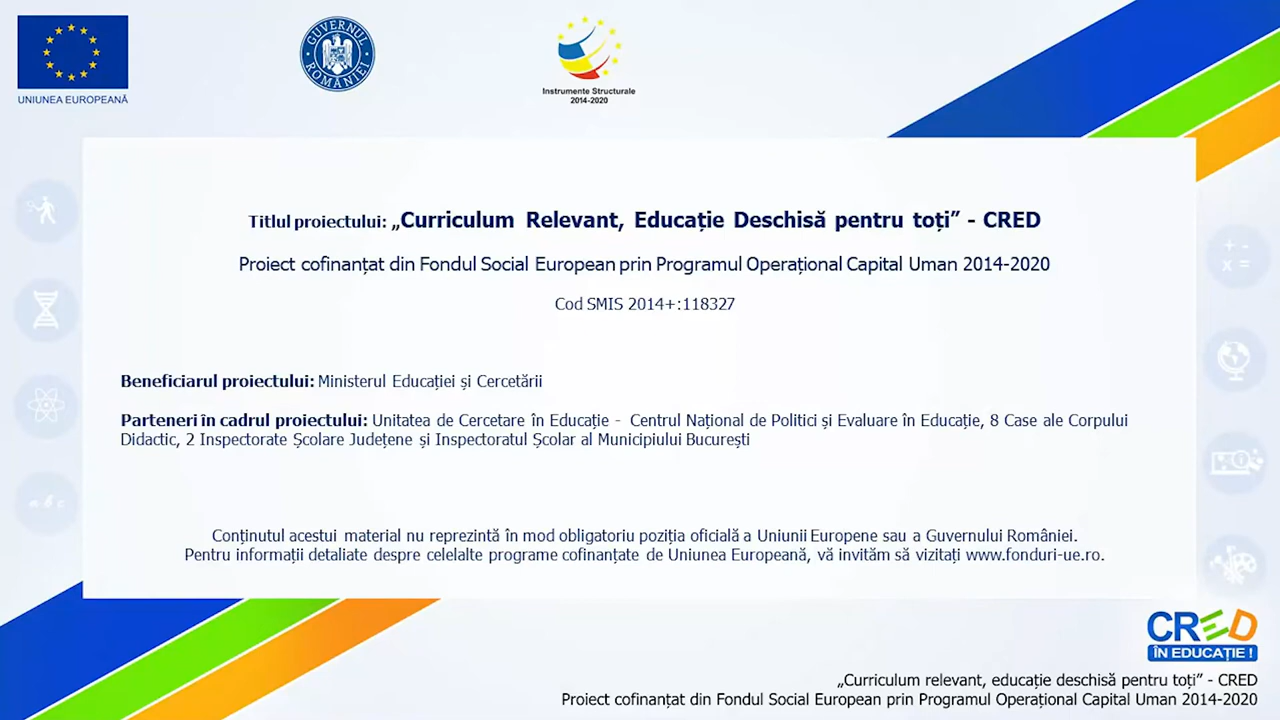 UNIUNEA EUROPEANĂ
GUVERNUL ROMÂNIEI
Instrumente Structurale
2014-2020
Titlul proiectului: „Curriculum Relevant, Educație Deschisă pentru toți” - CRED
Proiect cofinanțat din Fondul Social European prin Programul Operațional Capital Uman 2014-2020
Cod SMIS 2014+:118327
Beneficiarul proiectului: Ministerul Educației și Cercetării
Parteneri în cadrul proiectului: Unitatea de Cercetare în Educație - Centrul Național de Politici și Evaluare în Educație, 8 Case ale Corpului
Didactic, 2 Inspectorate Școlare Județene și Inspectoratul Școlar al Municipiului București
Conținutul acestui material nu reprezintă în mod obligatoriu poziția oficială a Uniunii Europene sau a Guvernului României.
Pentru informații detaliate despre celelalte programe cofinanțate de Uniunea Europeană, vă invităm să vizitați www.fonduri-ue.ro.
+ -
x =
a b c
CRED
ÎN EDUCAȚIE !
„Curriculum relevant, educație deschisă pentru toți” - CRED
Proiect cofinanțat din Fondul Social European prin Programul Operațional Capital Uman 2014-2020